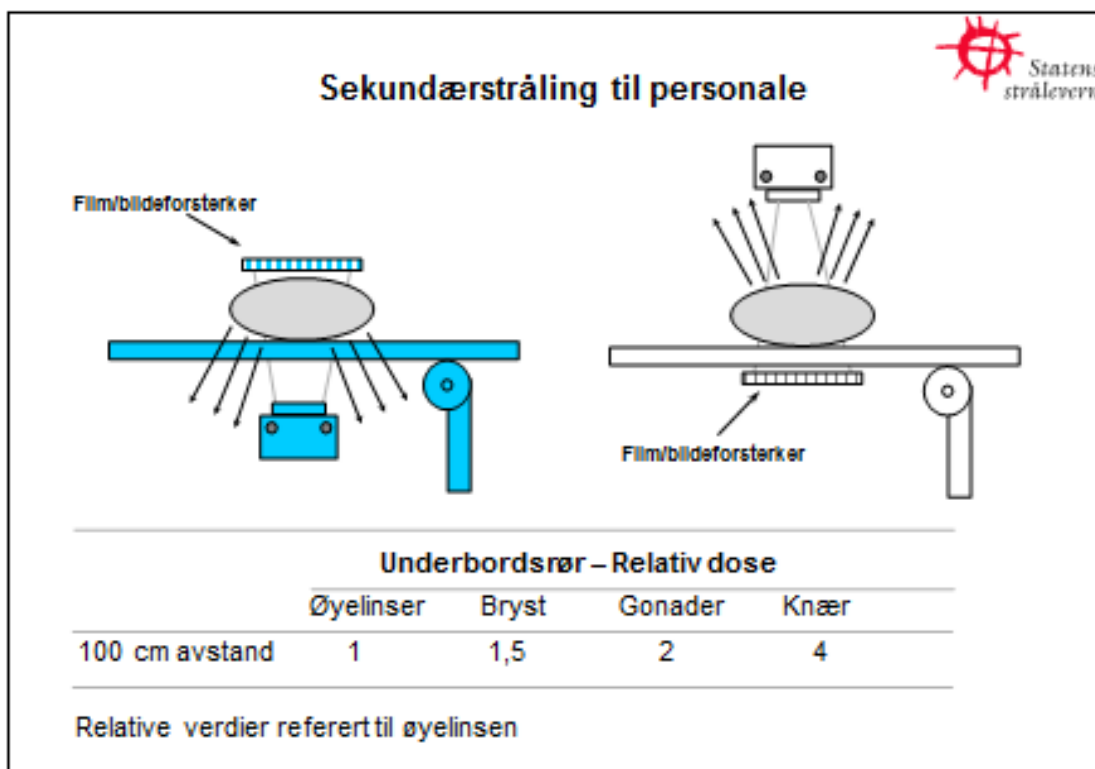 Statens
strålevern
Sekundærstråling til personale
Film/bildeforsterker
Film/bildeforsterker
Underbordsrør – Relativ dose
Øyelinser Bryst Gonader Knær
100 cm avstand 1 1,5 2 4
Relative verdier referert til øyelinsen